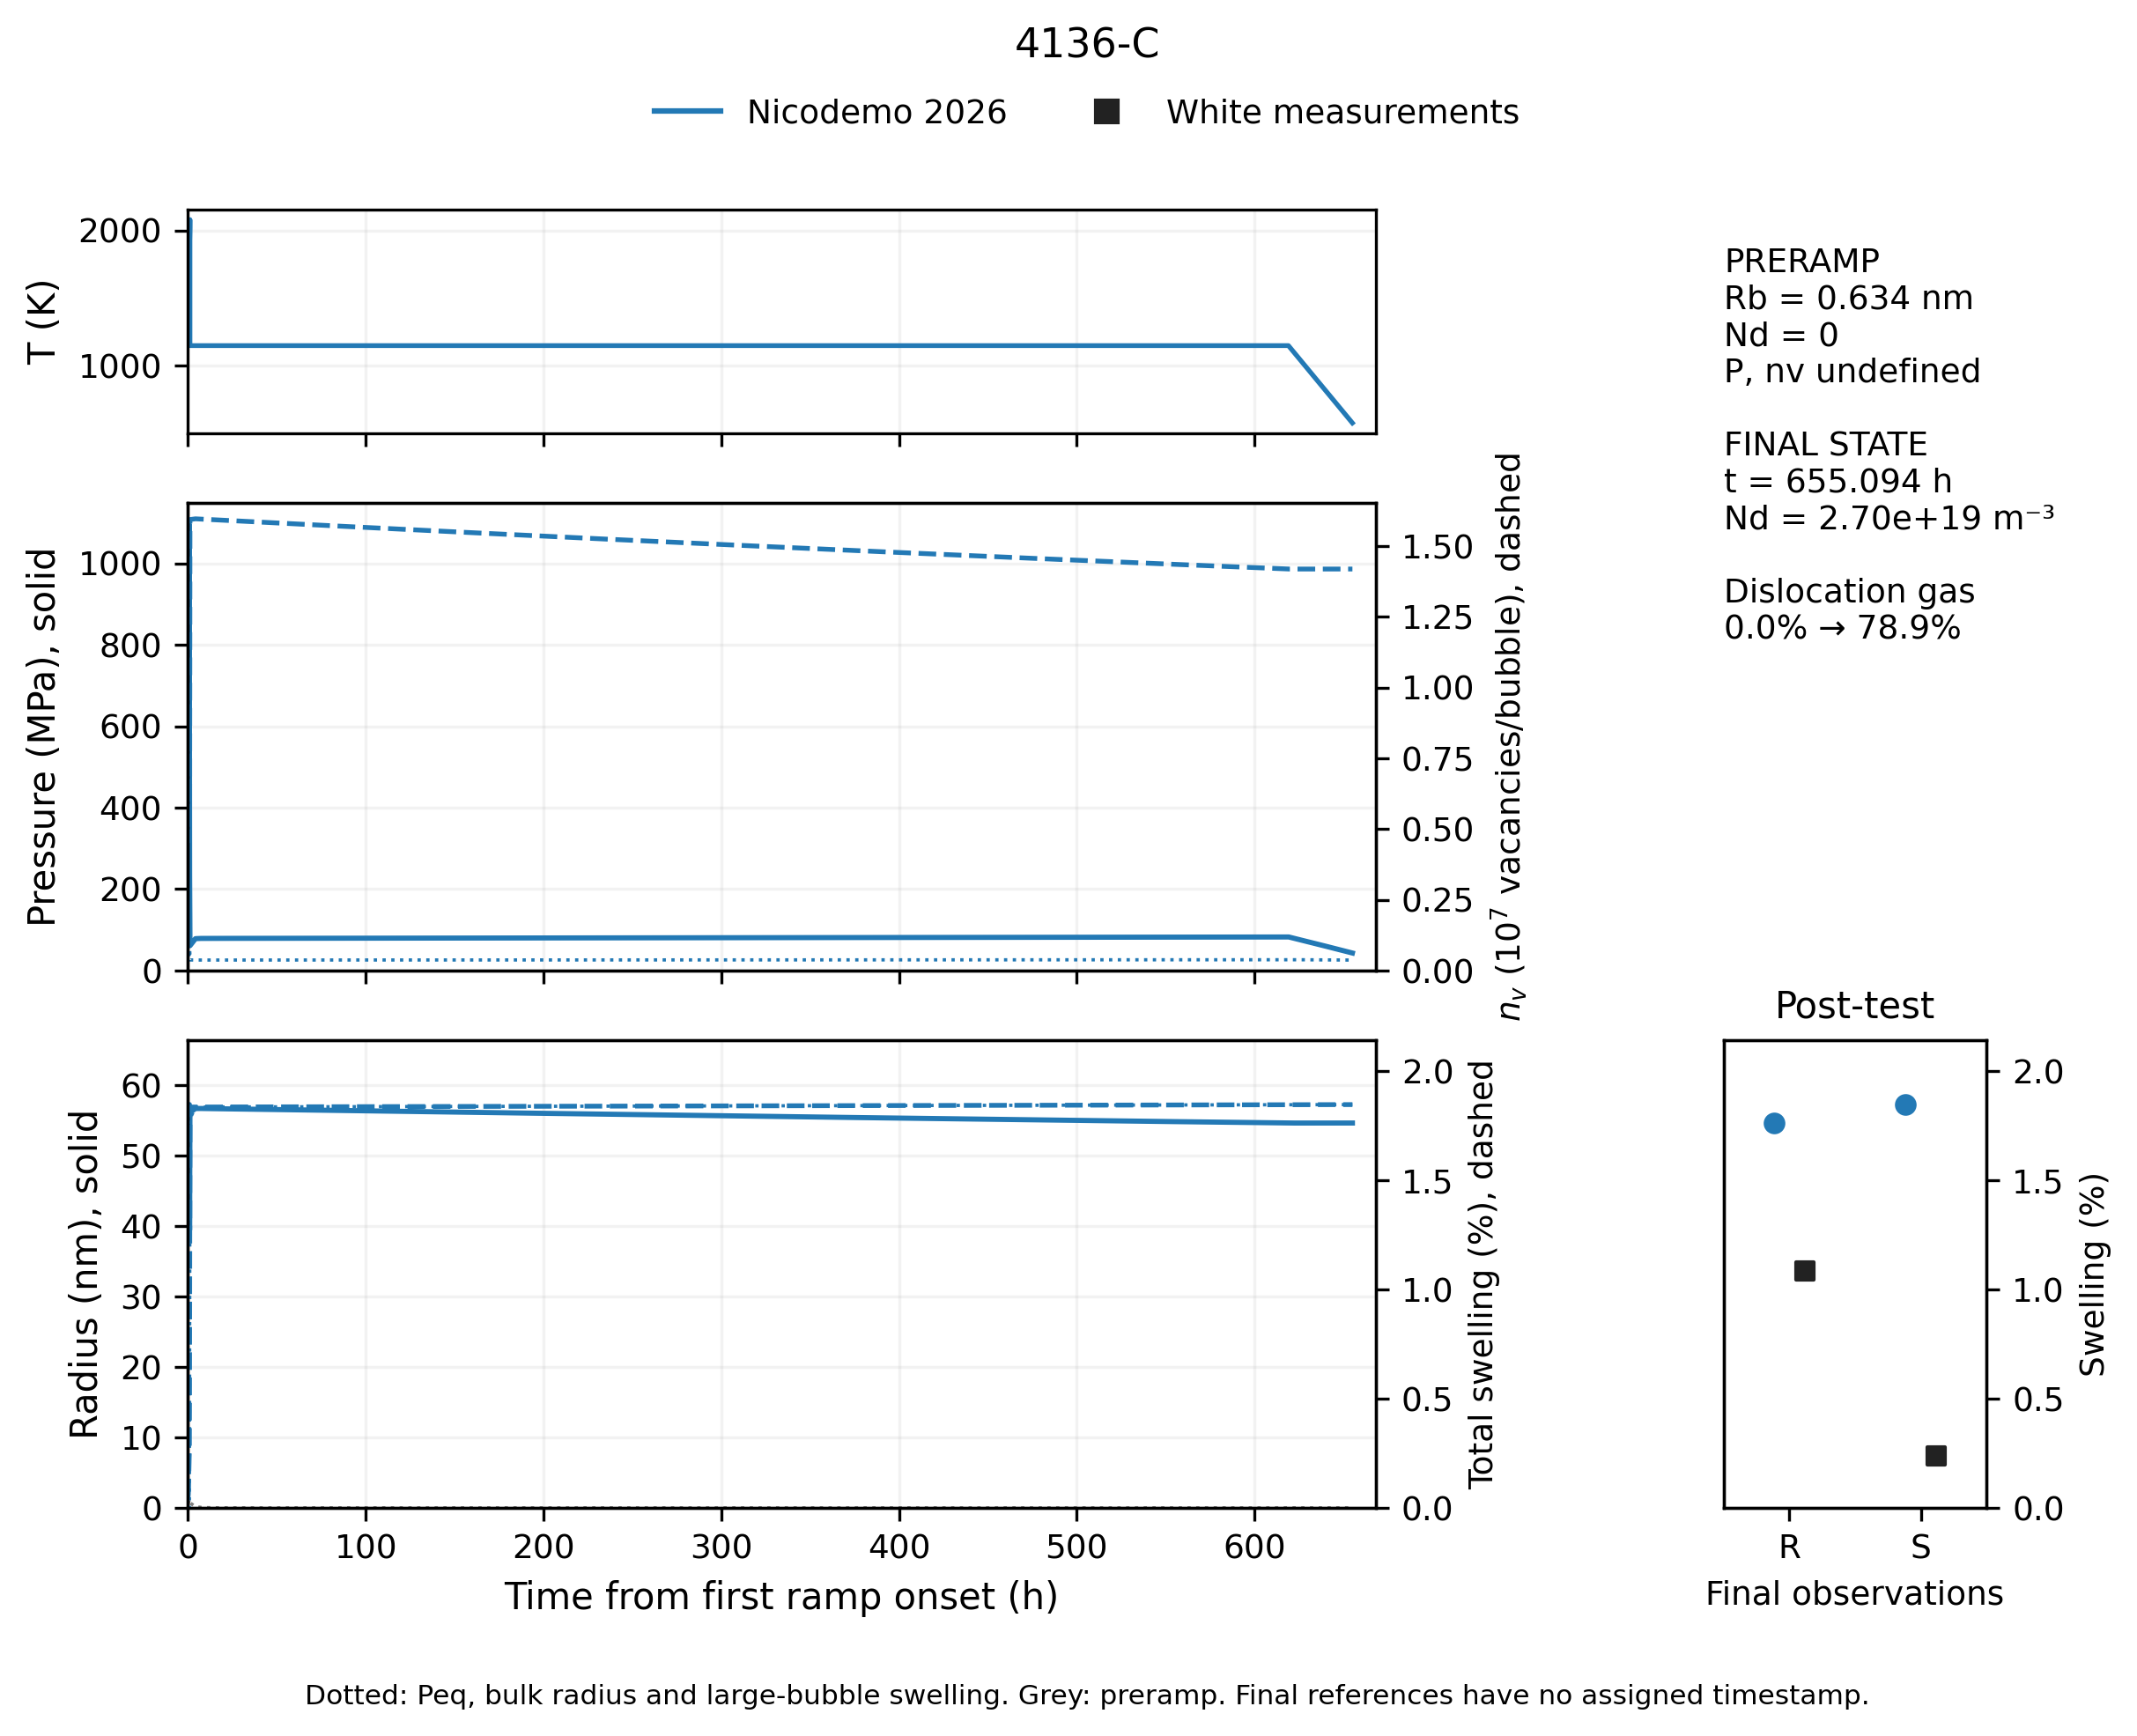 4136-C
Nicodemo 2026
White measurements
T (K)
2000
1000
PRERAMP
Rb = 0.634 nm
Nd = 0
P, nv undefined
FINAL STATE
t = 655.094 h
Nd = 2.70e+19 m⁻³
Dislocation gas
0.0% → 78.9%
Pressure (MPa), solid
1000
800
600
400
200
0
1.50
1.25
1.00
0.75
0.50
0.25
0.00
n_v (10^7 vacancies/bubble), dashed
Radius (nm), solid
60
50
40
30
20
10
0
2.0
1.5
1.0
0.5
0.0
Total swelling (%), dashed
0 100 200 300 400 500 600
Time from first ramp onset (h)
Post-test
2.0
1.5
1.0
0.5
0.0
Swelling (%)
R S
Final observations
Dotted: Peq, bulk radius and large-bubble swelling. Grey: preramp. Final references have no assigned timestamp.